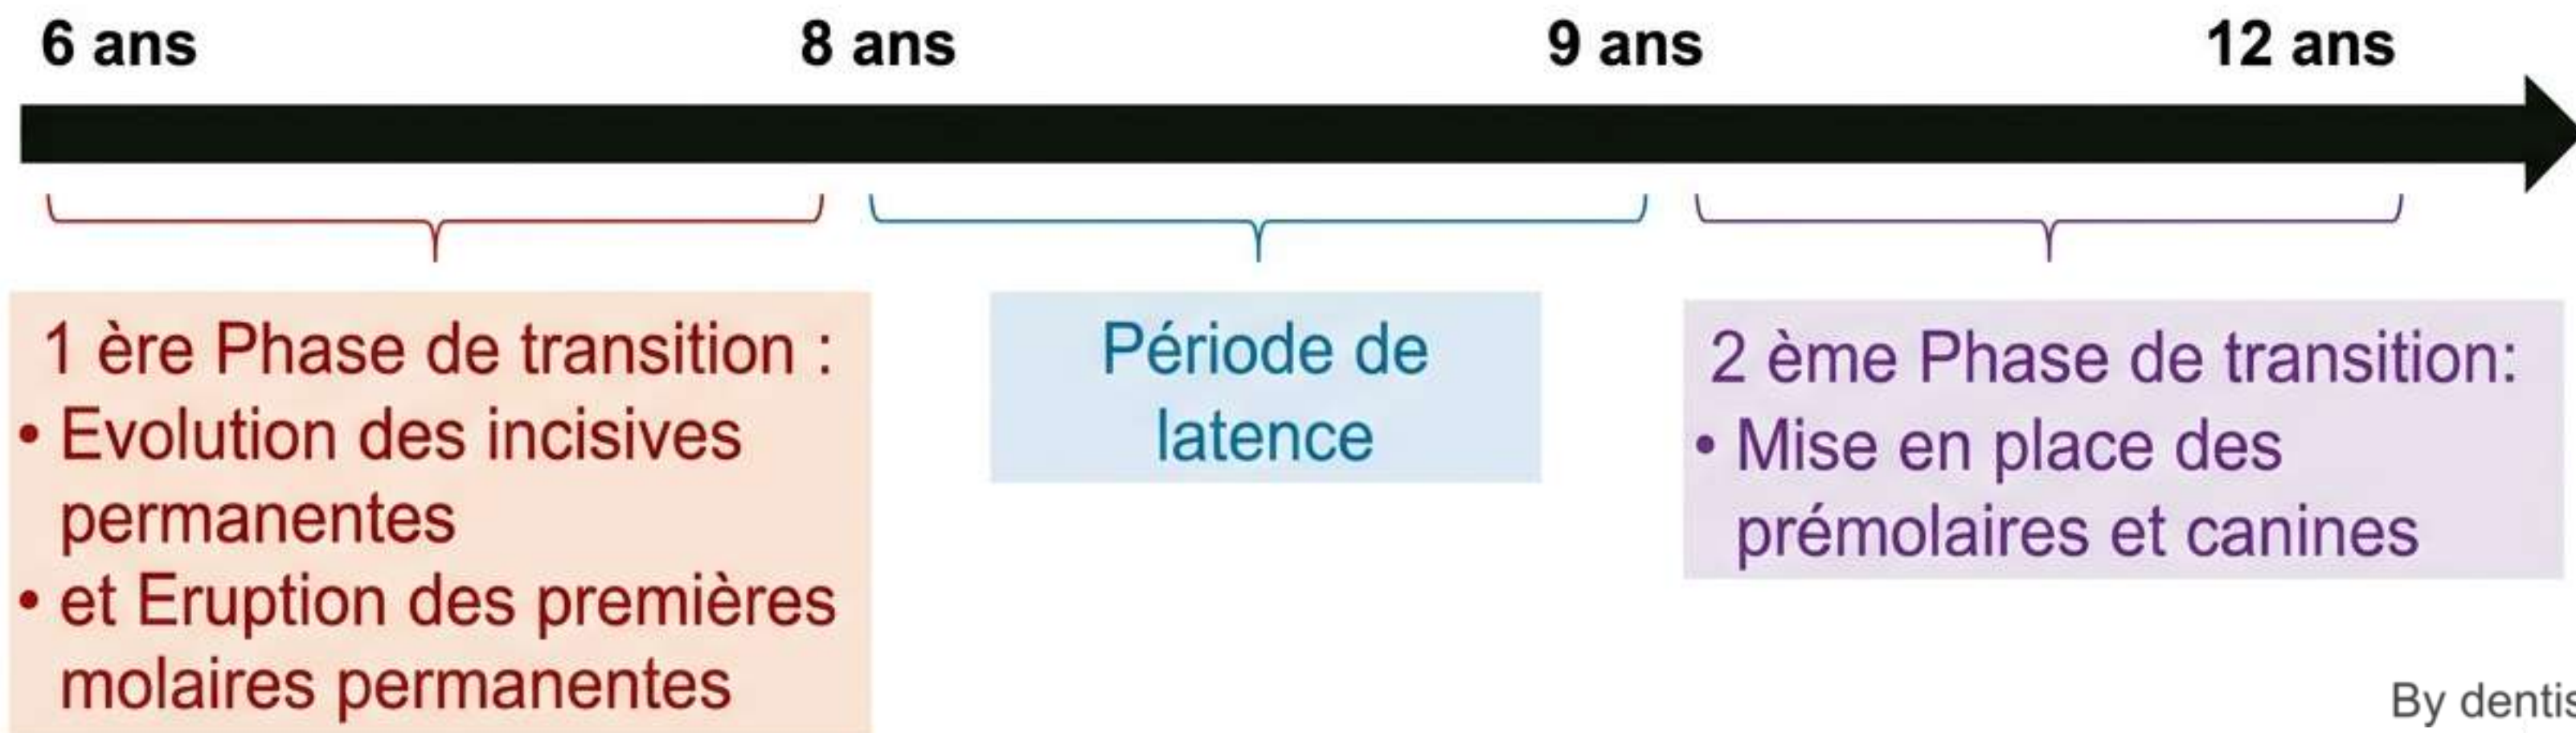 6 ans
8 ans
9 ans
12 ans
1 ère Phase de transition :
• Evolution des incisives
permanentes
• et Eruption des premières
molaires permanentes
Période de
latence
2 ème Phase de transition:
• Mise en place des
prémolaires et canines
By dentis